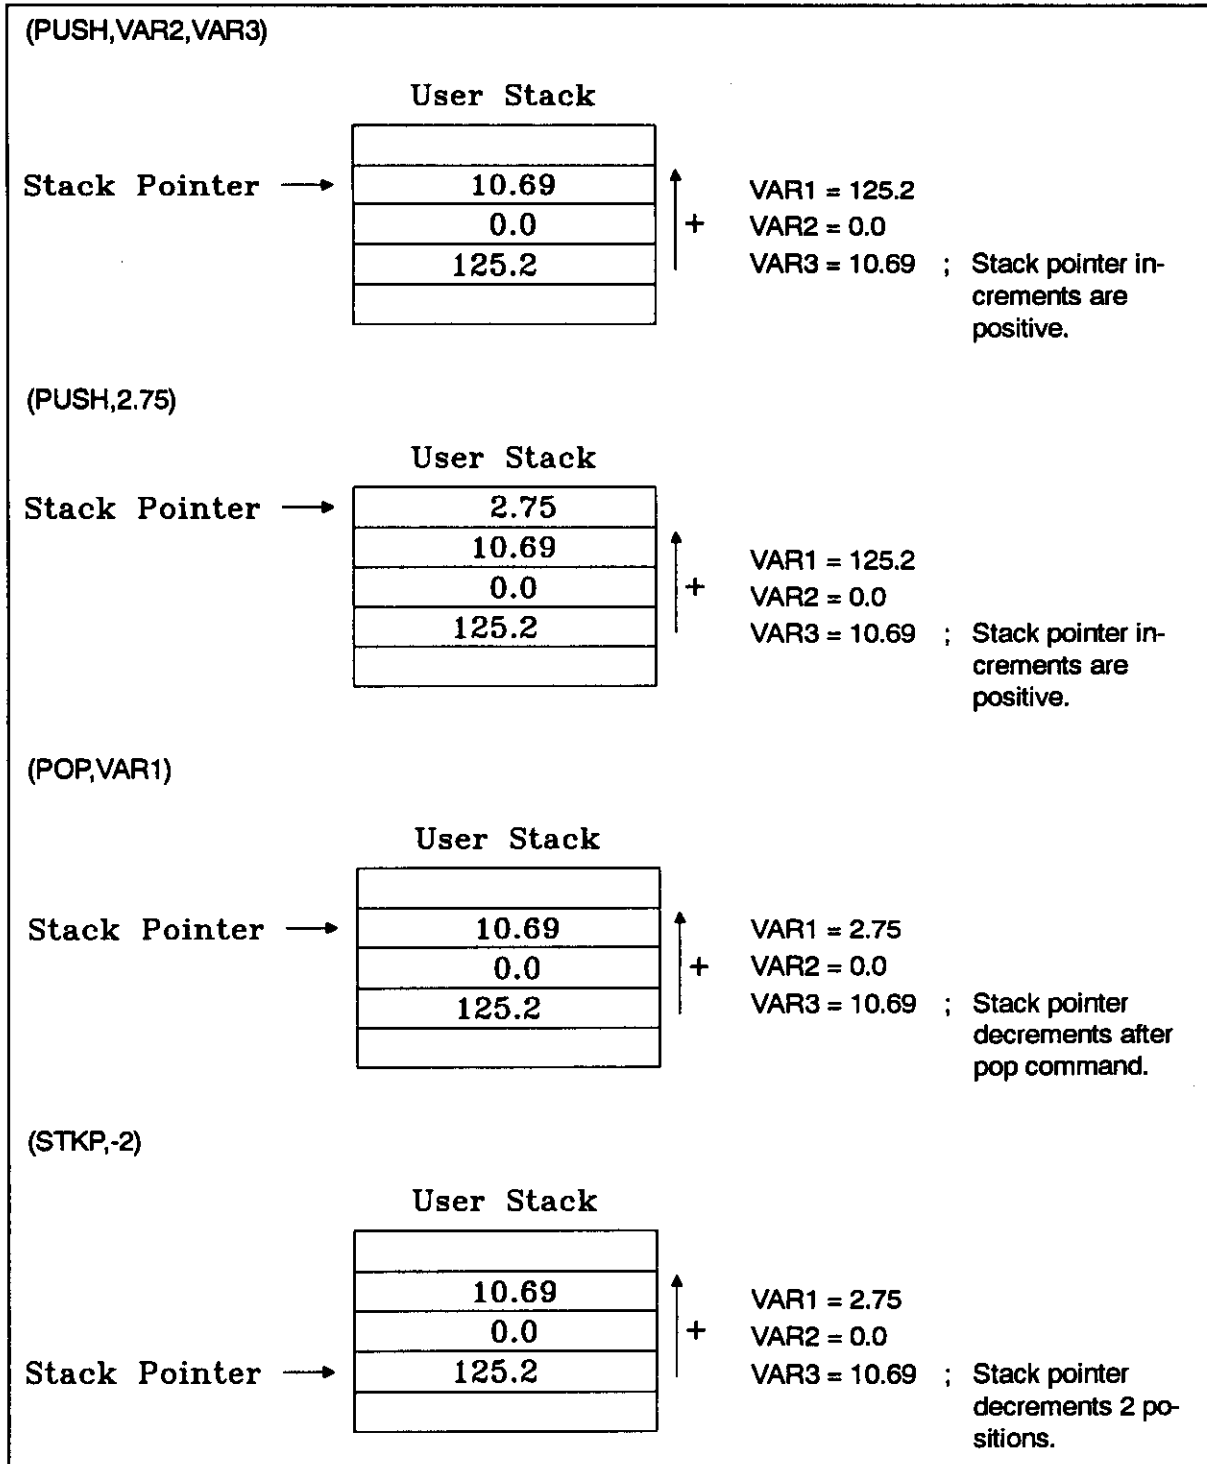 (PUSH,VAR2,VAR3)
User Stack
Stack Pointer
10.69
0.0
125.2
+
VAR1 = 125.2
VAR2 = 0.0
VAR3 = 10.69 ; Stack pointer in-
crements are
positive.
(PUSH,2.75)
User Stack
Stack Pointer
2.75
10.69
0.0
125.2
+
VAR1 = 125.2
VAR2 = 0.0
VAR3 = 10.69 ; Stack pointer in-
crements are
positive.
(POP,VAR1)
User Stack
Stack Pointer
10.69
0.0
125.2
+
VAR1 = 2.75
VAR2 = 0.0
VAR3 = 10.69 ; Stack pointer
decrements after
pop command.
(STKP,-2)
User Stack
10.69
0.0
Stack Pointer
125.2
+
VAR1 = 2.75
VAR2 = 0.0
VAR3 = 10.69 ; Stack pointer
decrements 2 po-
sitions.